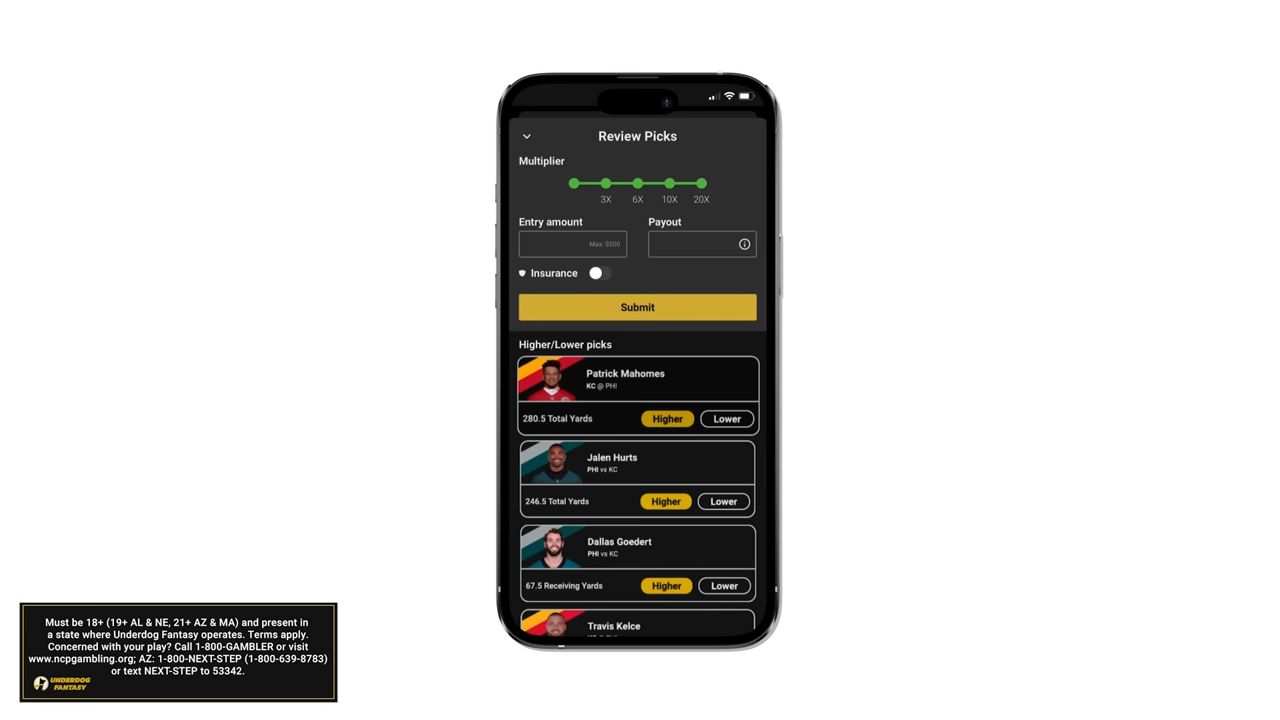 Review Picks
Multiplier
3X 6X 10X 20X
Entry amount Payout
Max: $500
Insurance
Submit
Higher/Lower picks
Patrick Mahomes
KC @ PHI
280.5 Total Yards Higher Lower
Jalen Hurts
PHI vs KC
246.5 Total Yards Higher Lower
Dallas Goedert
PHI vs KC
67.5 Receiving Yards Higher Lower
Travis Kelce
Must be 18+ (19+ AL & NE, 21+ AZ & MA) and present in
a state where Underdog Fantasy operates. Terms apply.
Concerned with your play? Call 1-800-GAMBLER or visit
www.ncpgambling.org; AZ: 1-800-NEXT-STEP (1-800-639-8783)
or text NEXT-STEP to 53342.
UNDERDOG
FANTASY